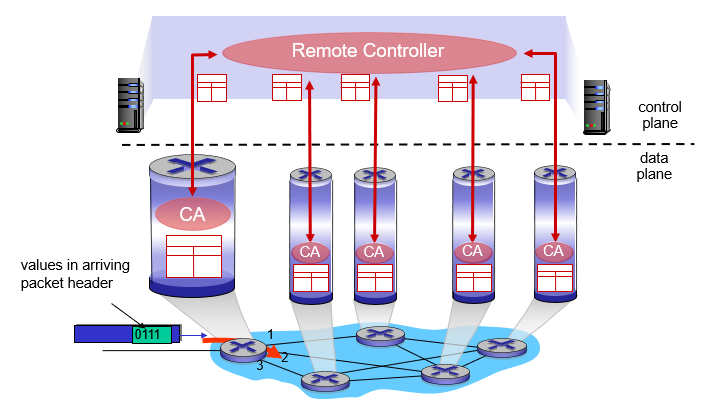 Remote Controller
control
plane
data
plane
CA
CA
CA
CA
CA
values in arriving
packet header
0111
1
2
3